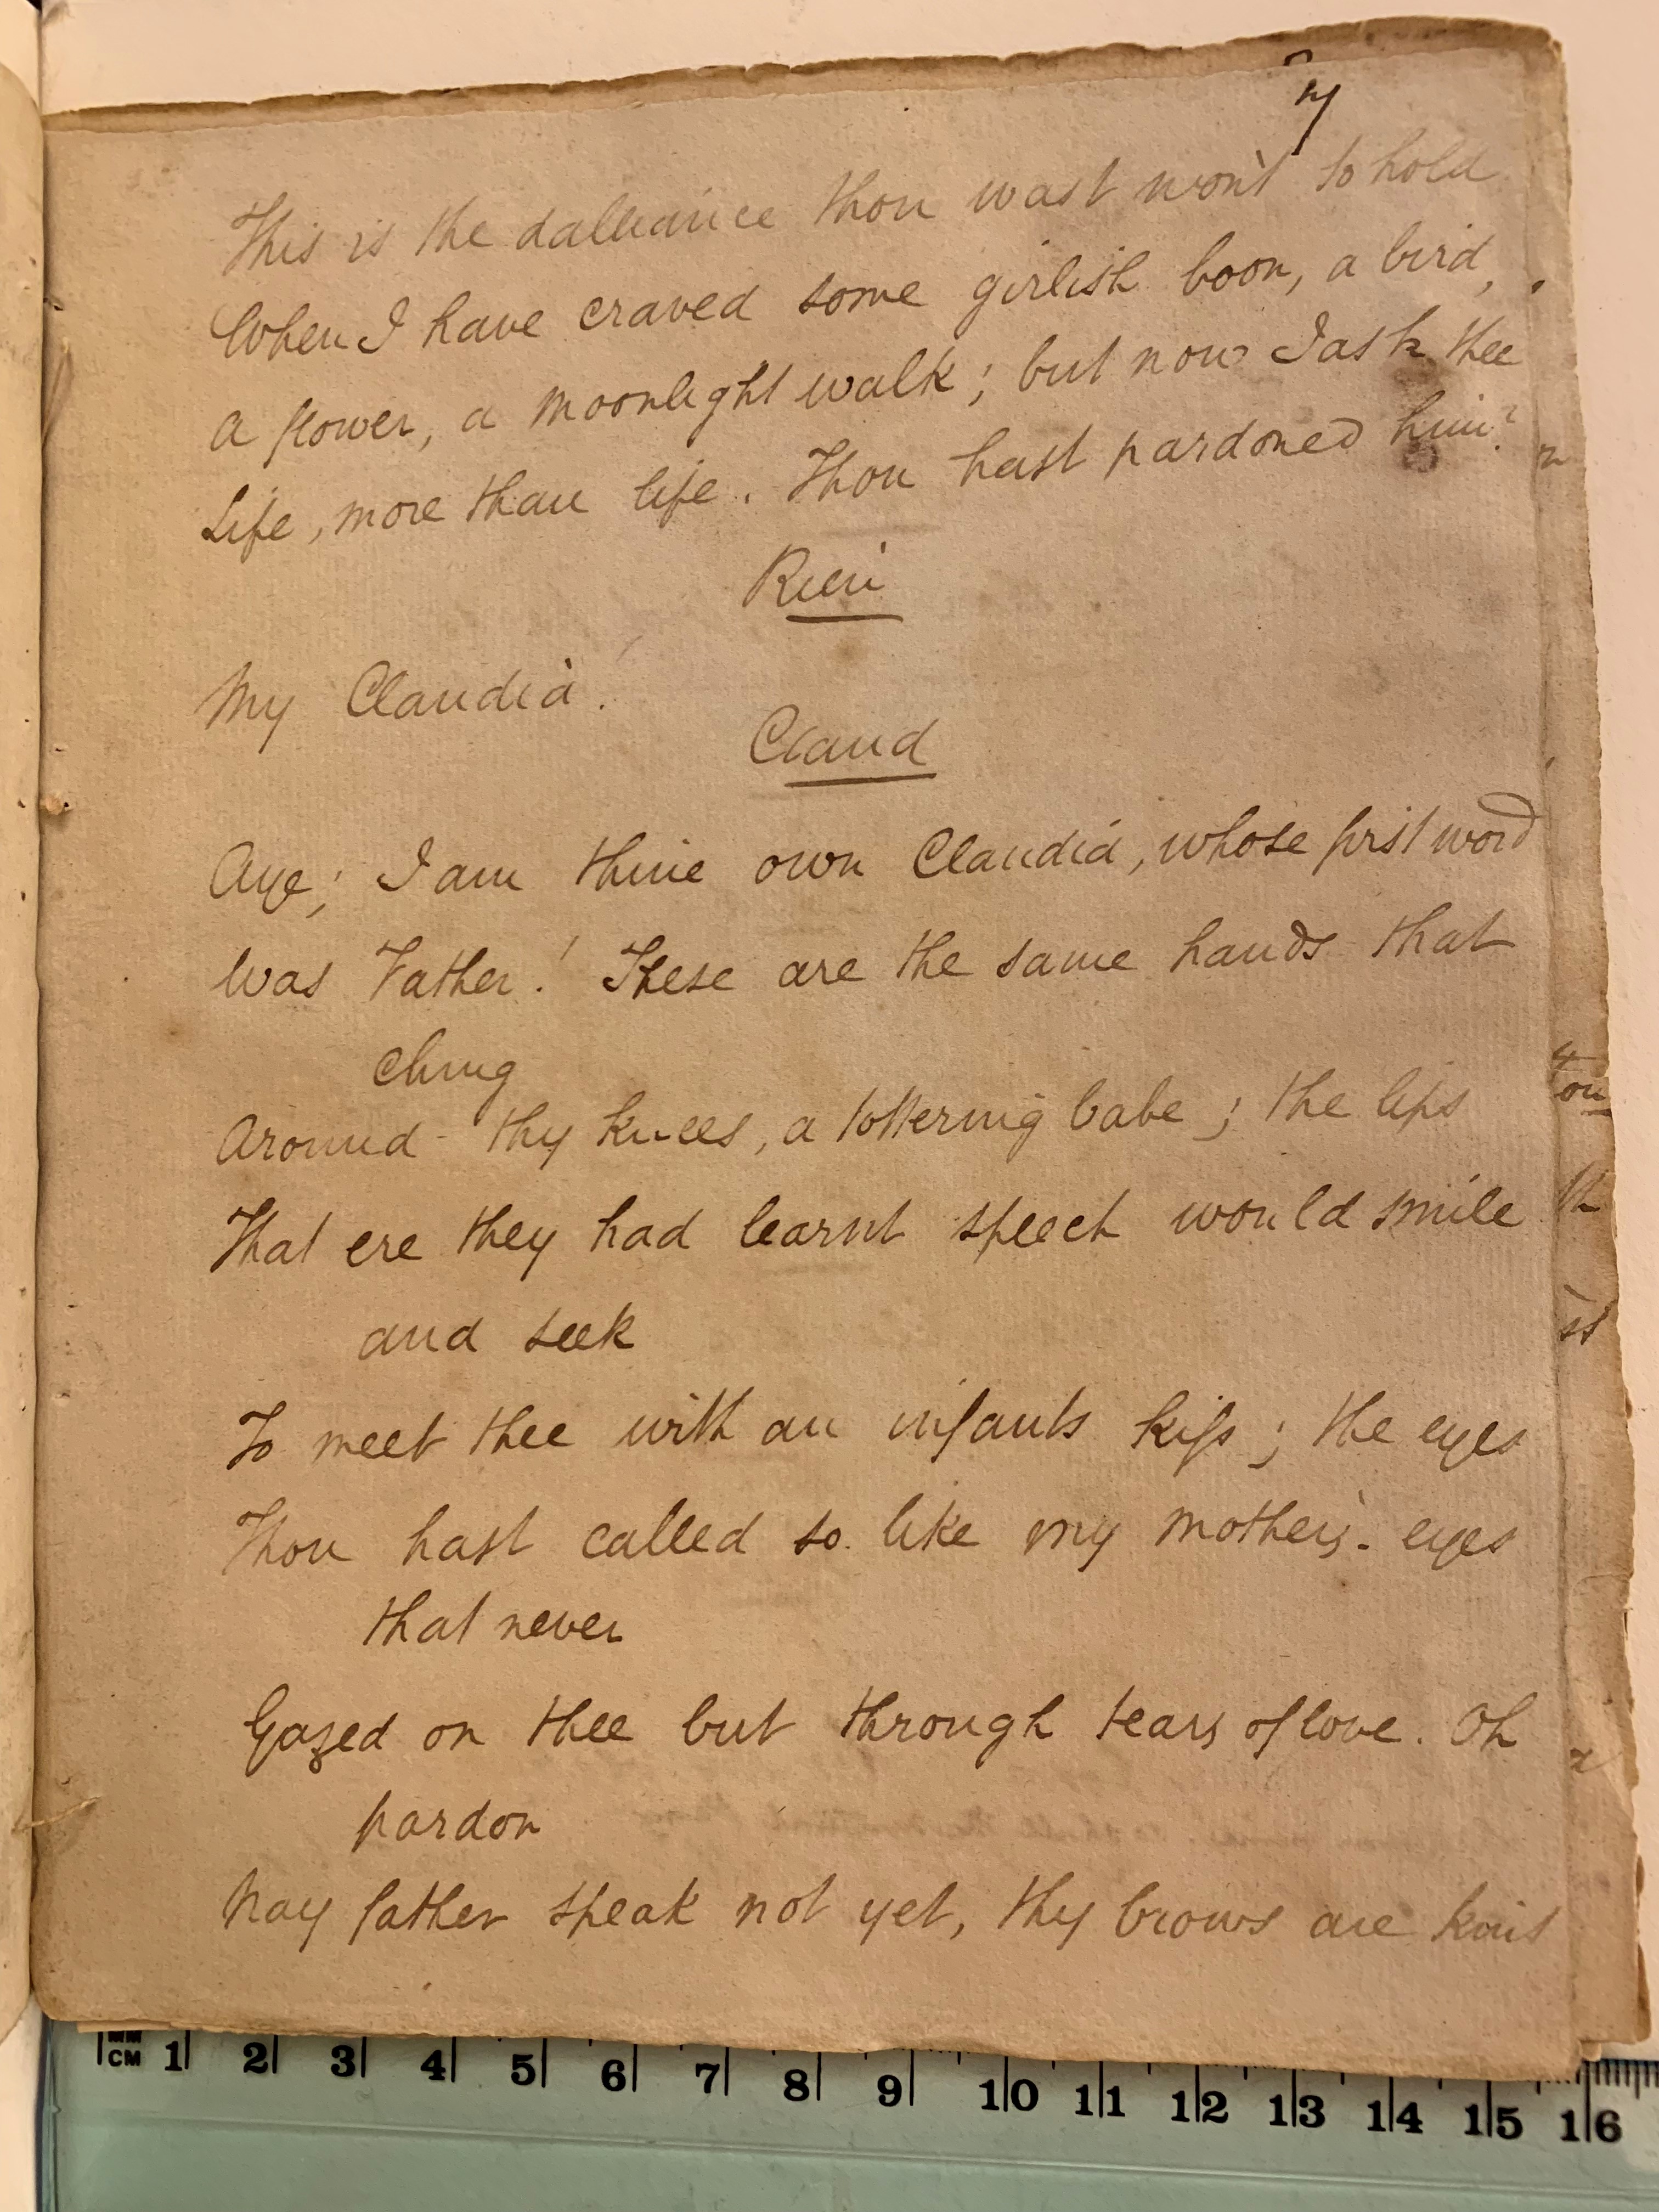 This is the dalliance thou wast wont to hold
When I have craved some girlish boon, a bird,
A flower, a moonlight walk; but now I ask thee
Life, more than life. Thou hast pardoned him?
Rien
My Claudia!
Claud
Aye; I am thine own Claudia, whose first word
Was Father! These are the same hands that
clung
Around thy knees, a tottering babe; the lips
That ere they had learnt speech would smile
and seek
To meet thee with an infants kiss; the eyes
Thou hast called so like my mother's. eyes
that never
Gazed on thee but through tears of love. Oh
pardon
Nay father speak not yet, thy brows are knit
MM
CM 1 2 3 4 5 6 7 8 9 10 11 12 13 14 15 16